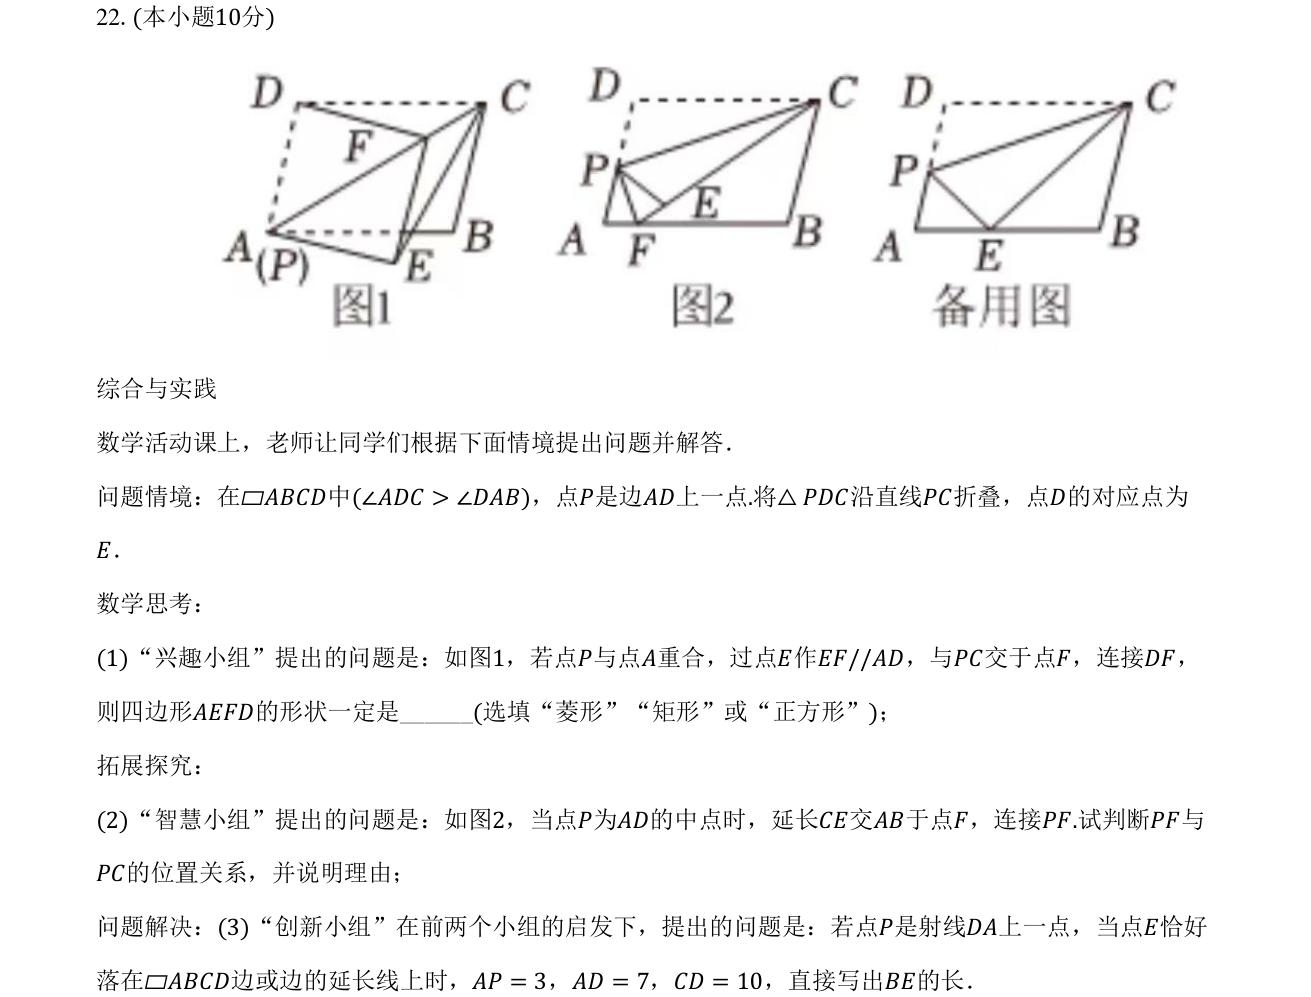 22. (本小题10分)
D C D C D C
F P E P
A(P) B E A F B A E B
图1 图2 备用图
综合与实践
数学活动课上，老师让同学们根据下面情境提出问题并解答.
问题情境：在▱ABCD中(∠ADC > ∠DAB)，点P是边AD上一点.将△ PDC沿直线PC折叠，点D的对应点为
E.
数学思考：
(1)“兴趣小组”提出的问题是：如图1，若点P与点A重合，过点E作EF//AD，与PC交于点F，连接DF，
则四边形AEFD的形状一定是______(选填“菱形”“矩形”或“正方形”)；
拓展探究：
(2)“智慧小组”提出的问题是：如图2，当点P为AD的中点时，延长CE交AB于点F，连接PF.试判断PF与
PC的位置关系，并说明理由；
问题解决：(3)“创新小组”在前两个小组的启发下，提出的问题是：若点P是射线DA上一点，当点E恰好
落在▱ABCD边或边的延长线上时，AP = 3，AD = 7，CD = 10，直接写出BE的长.